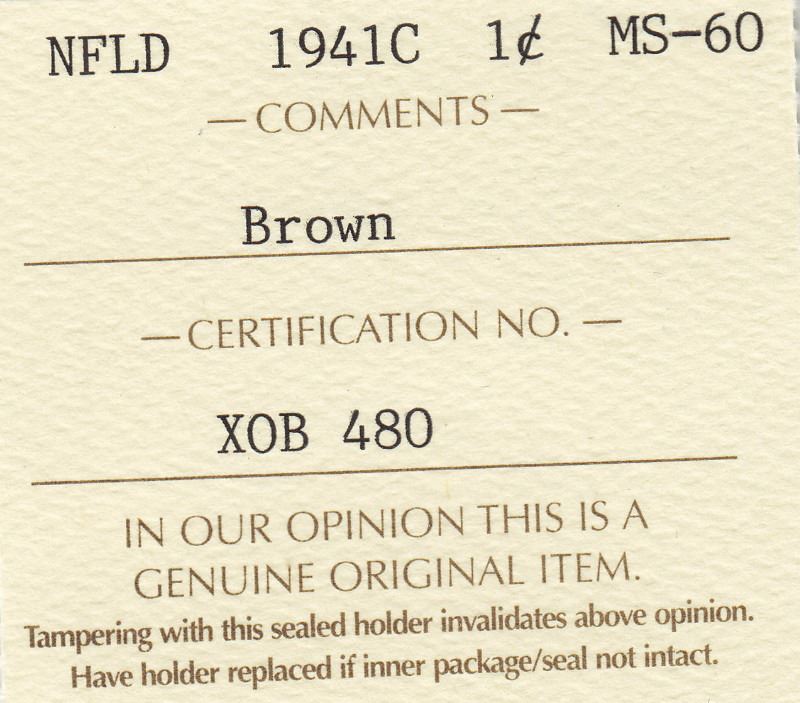 NFLD 1941C 1¢ MS-60
— COMMENTS —
Brown
— CERTIFICATION NO. —
XOB 480
IN OUR OPINION THIS IS A
GENUINE ORIGINAL ITEM.
Tampering with this sealed holder invalidates above opinion.
Have holder replaced if inner package/seal not intact.